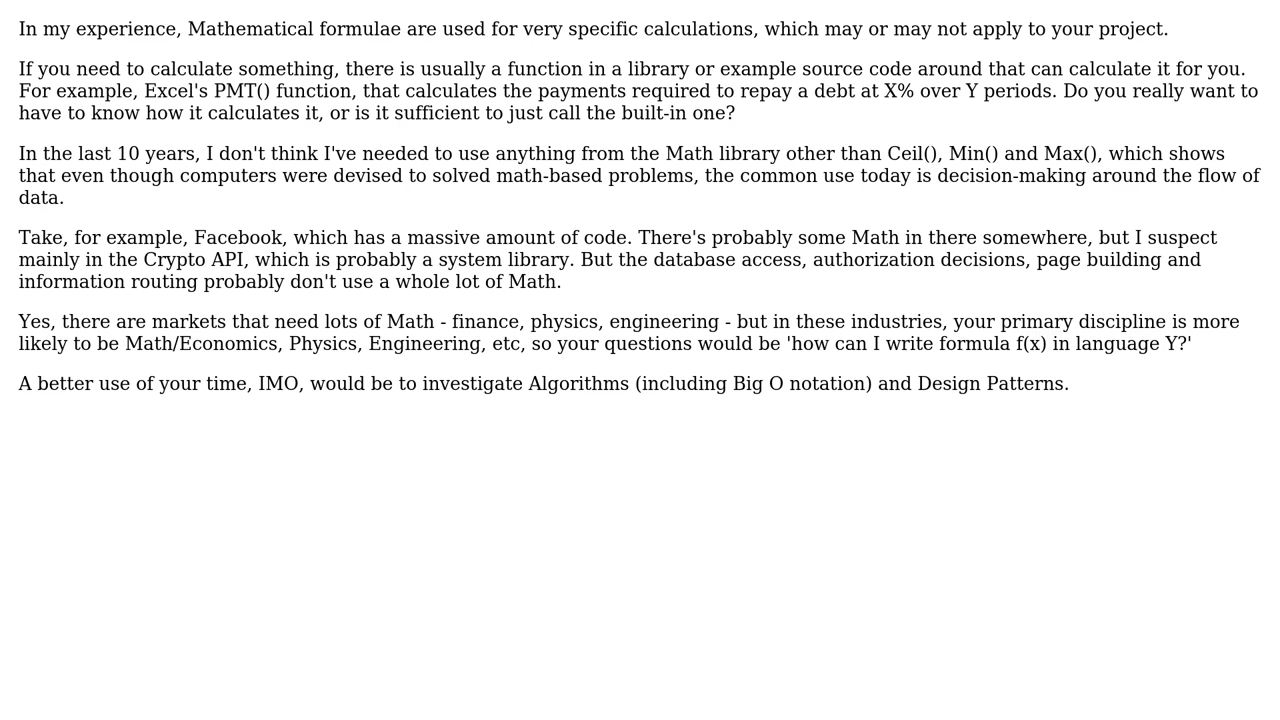 In my experience, Mathematical formulae are used for very specific calculations, which may or may not apply to your project.
If you need to calculate something, there is usually a function in a library or example source code around that can calculate it for you.
For example, Excel's PMT() function, that calculates the payments required to repay a debt at X% over Y periods. Do you really want to
have to know how it calculates it, or is it sufficient to just call the built-in one?
In the last 10 years, I don't think I've needed to use anything from the Math library other than Ceil(), Min() and Max(), which shows
that even though computers were devised to solved math-based problems, the common use today is decision-making around the flow of
data.
Take, for example, Facebook, which has a massive amount of code. There's probably some Math in there somewhere, but I suspect
mainly in the Crypto API, which is probably a system library. But the database access, authorization decisions, page building and
information routing probably don't use a whole lot of Math.
Yes, there are markets that need lots of Math - finance, physics, engineering - but in these industries, your primary discipline is more
likely to be Math/Economics, Physics, Engineering, etc, so your questions would be 'how can I write formula f(x) in language Y?'
A better use of your time, IMO, would be to investigate Algorithms (including Big O notation) and Design Patterns.